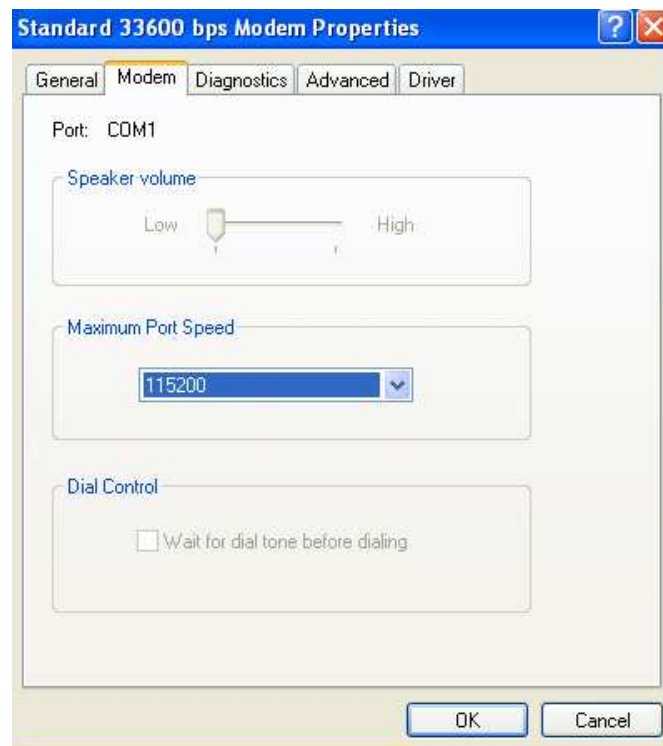 Standard 33600 bps Modem Properties
General Modem Diagnostics Advanced Driver
Port: COM1
Speaker volume
Low High
Maximum Port Speed
115200
Dial Control
Wait for dial tone before dialing
OK Cancel